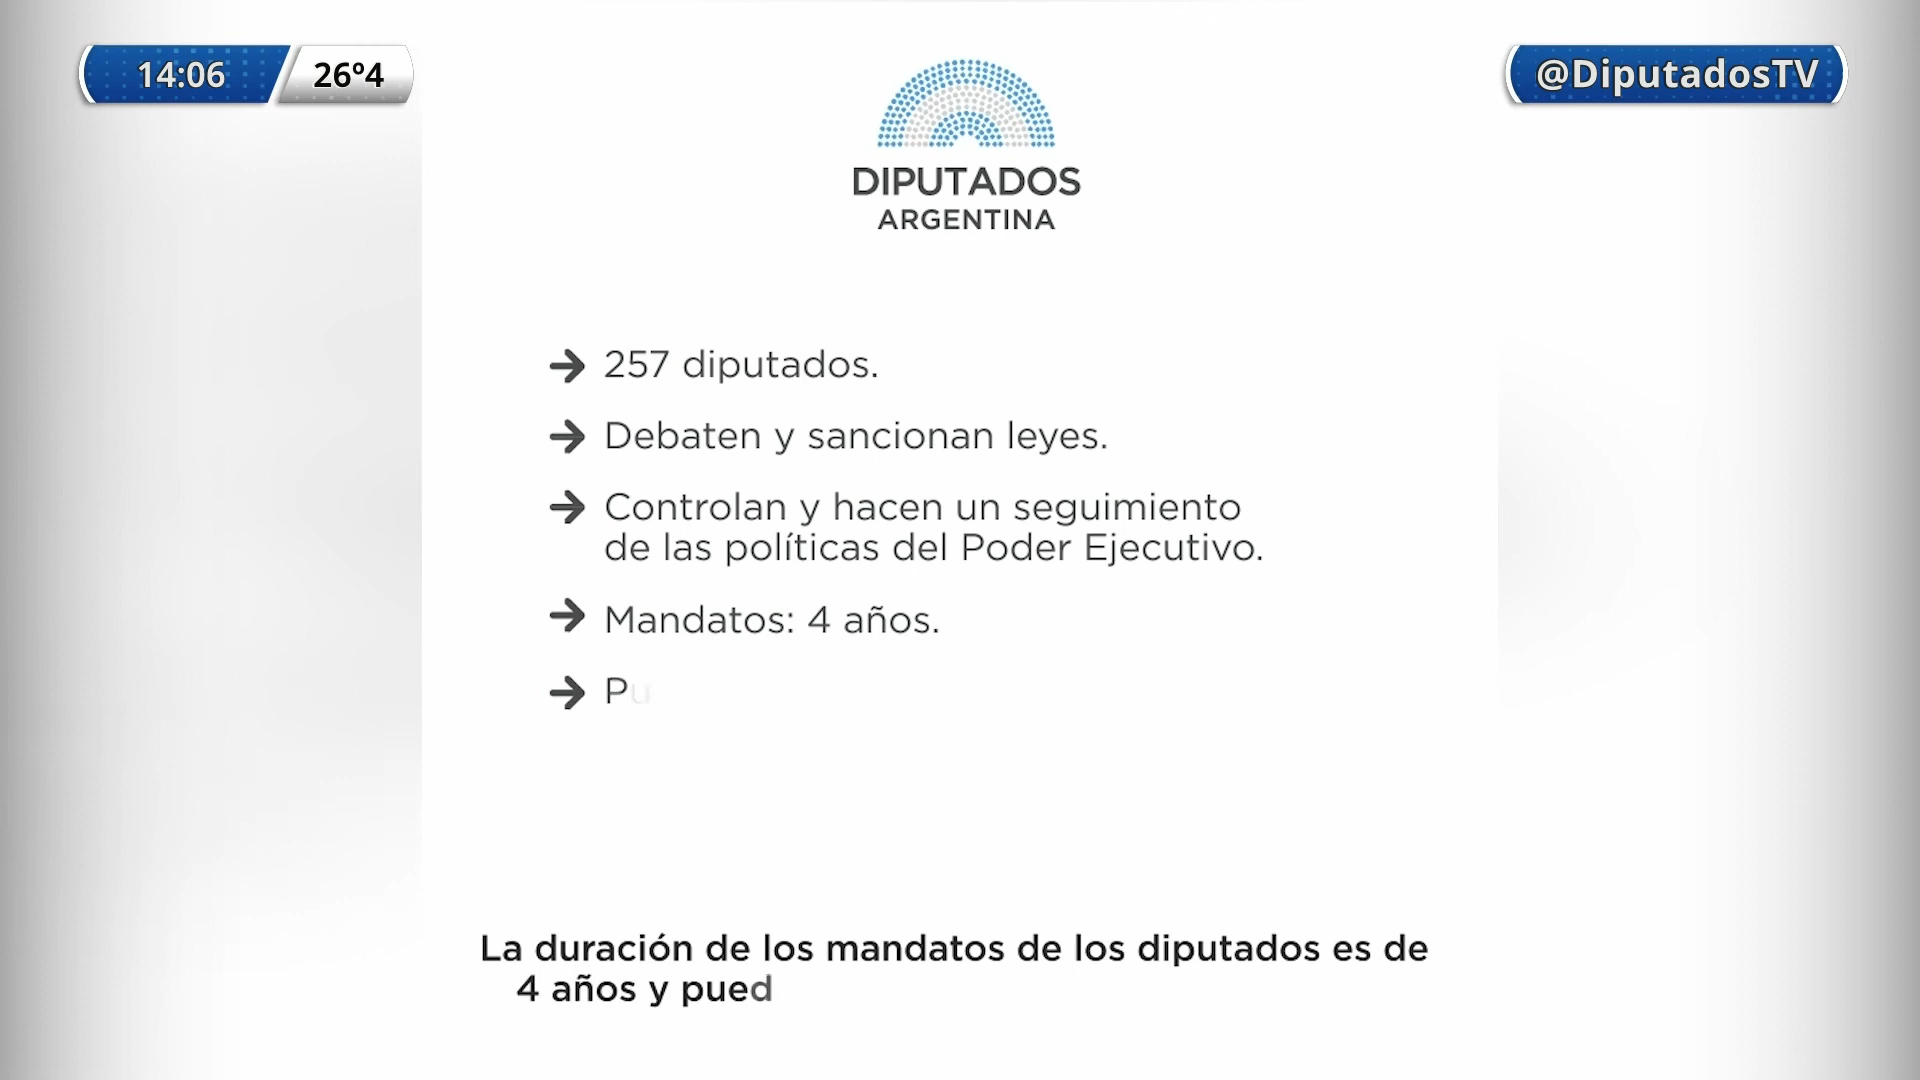 14:06
26º4
@DiputadosTV
DIPUTADOS
ARGENTINA
257 diputados.
Debaten y sancionan leyes.
Controlan y hacen un seguimiento
de las políticas del Poder Ejecutivo.
Mandatos: 4 años.
Pu
La duración de los mandatos de los diputados es de
4 años y pued